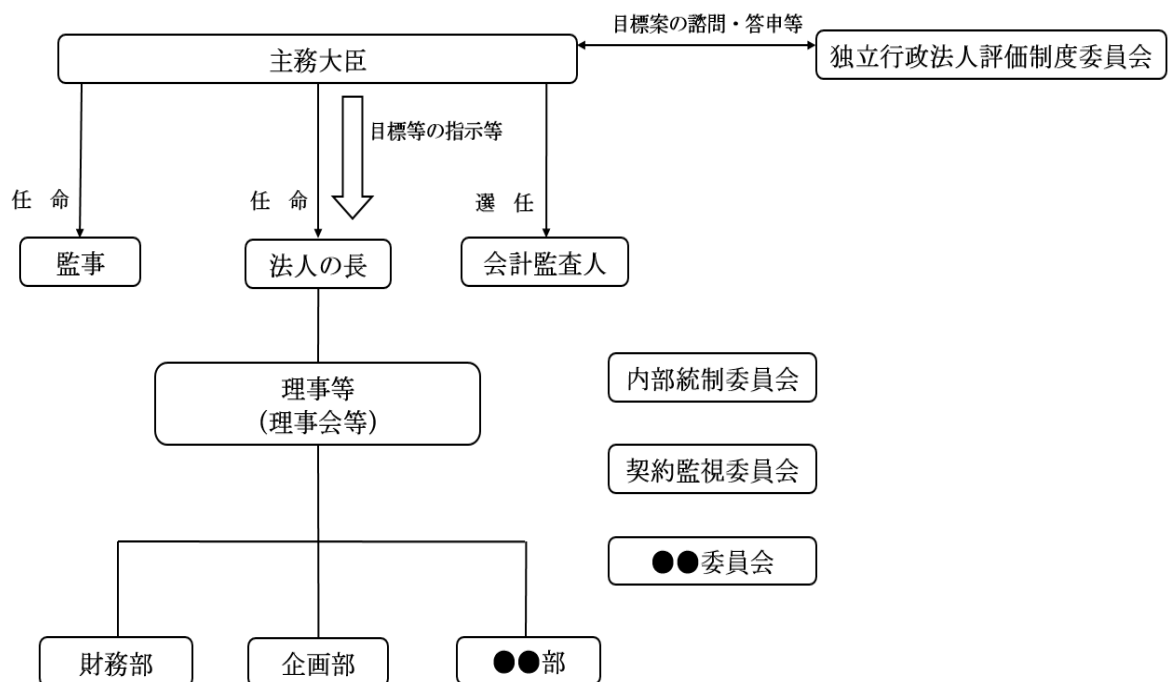 目標案の諮問・答申等
主務大臣
独立行政法人評価制度委員会
目標等の指示等
任　命
任　命
選　任
監事
法人の長
会計監査人
理事等
（理事会等）
内部統制委員会
契約監視委員会
●●委員会
財務部
企画部
●●部